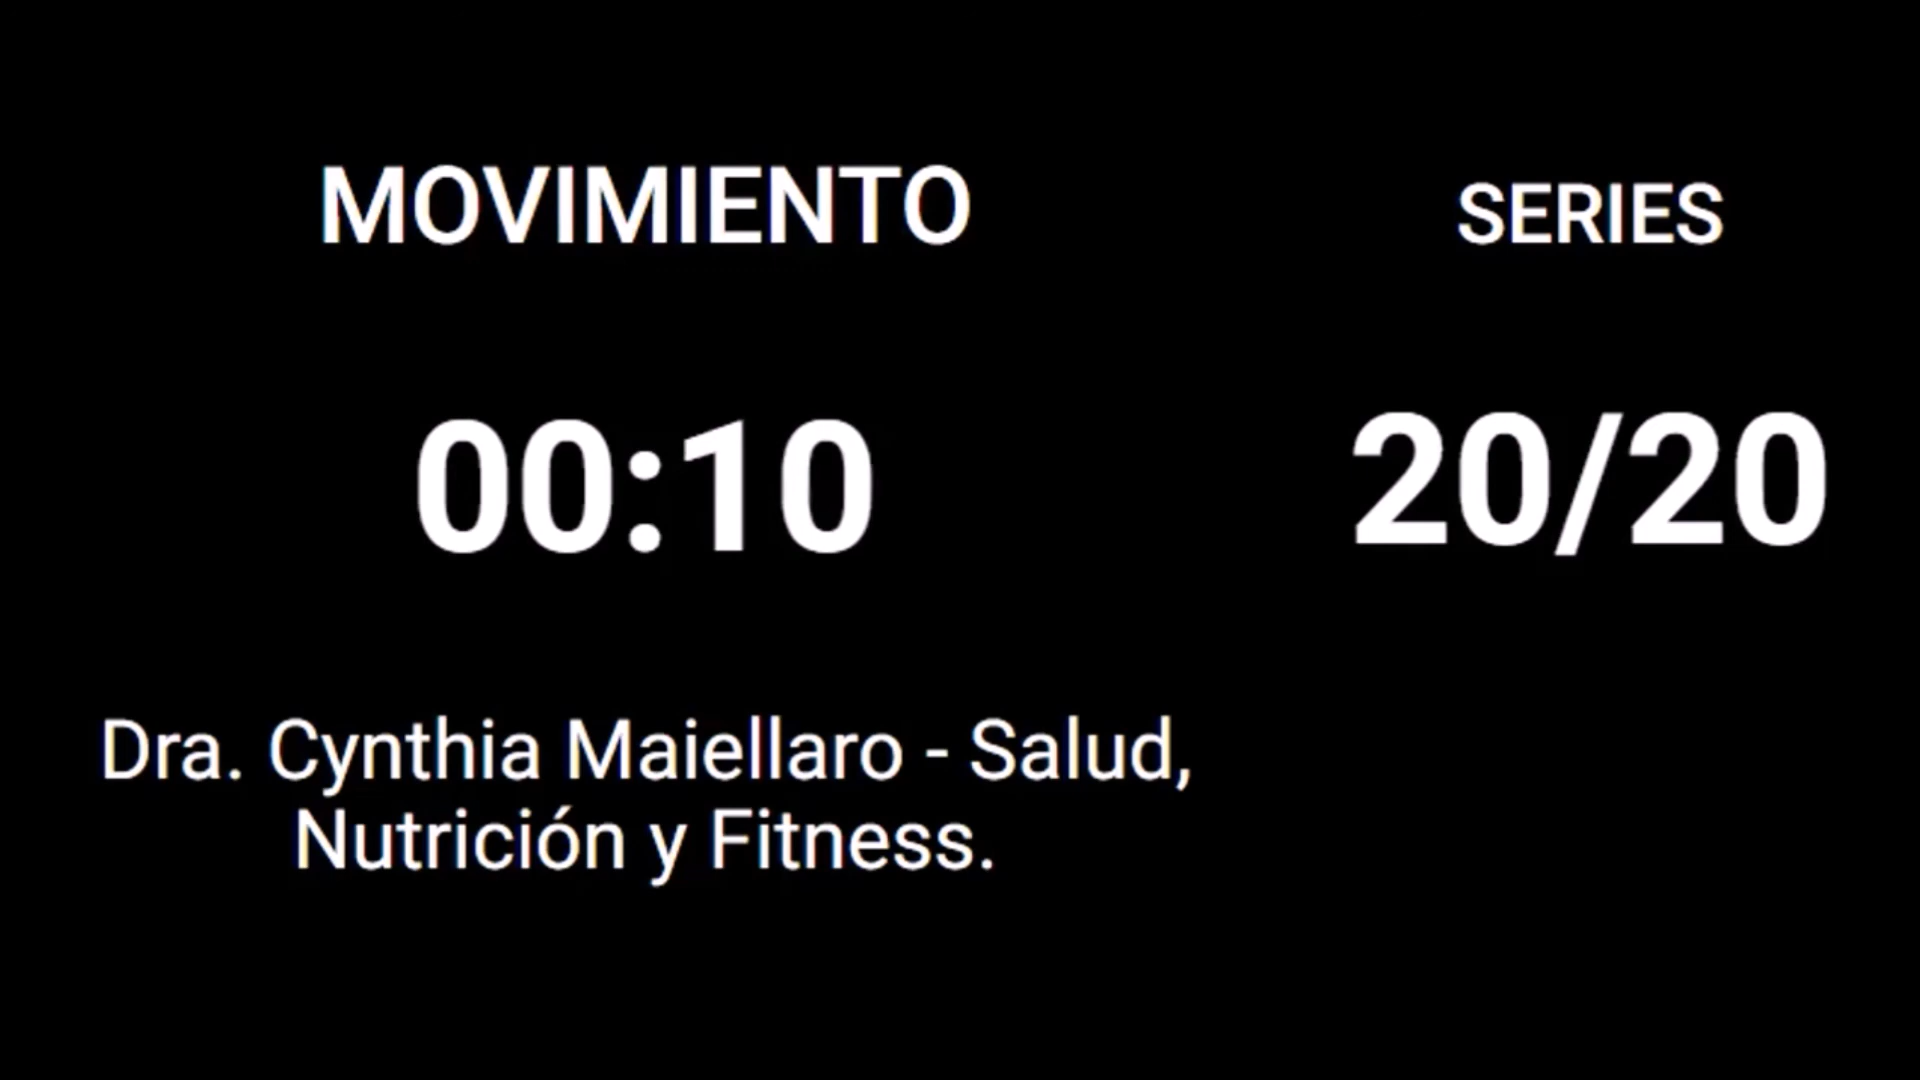 MOVIMIENTO
SERIES
00:10
20/20
Dra. Cynthia Maiellaro - Salud,
Nutrición y Fitness.